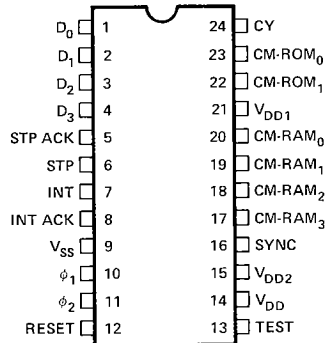 D0 1 24 CY
D1 2 23 CM-ROM0
D2 3 22 CM-ROM1
D3 4 21 VDD1
STP ACK 5 20 CM-RAM0
STP 6 19 CM-RAM1
INT 7 18 CM-RAM2
INT ACK 8 17 CM-RAM3
VSS 9 16 SYNC
ϕ1 10 15 VDD2
ϕ2 11 14 VDD
RESET 12 13 TEST